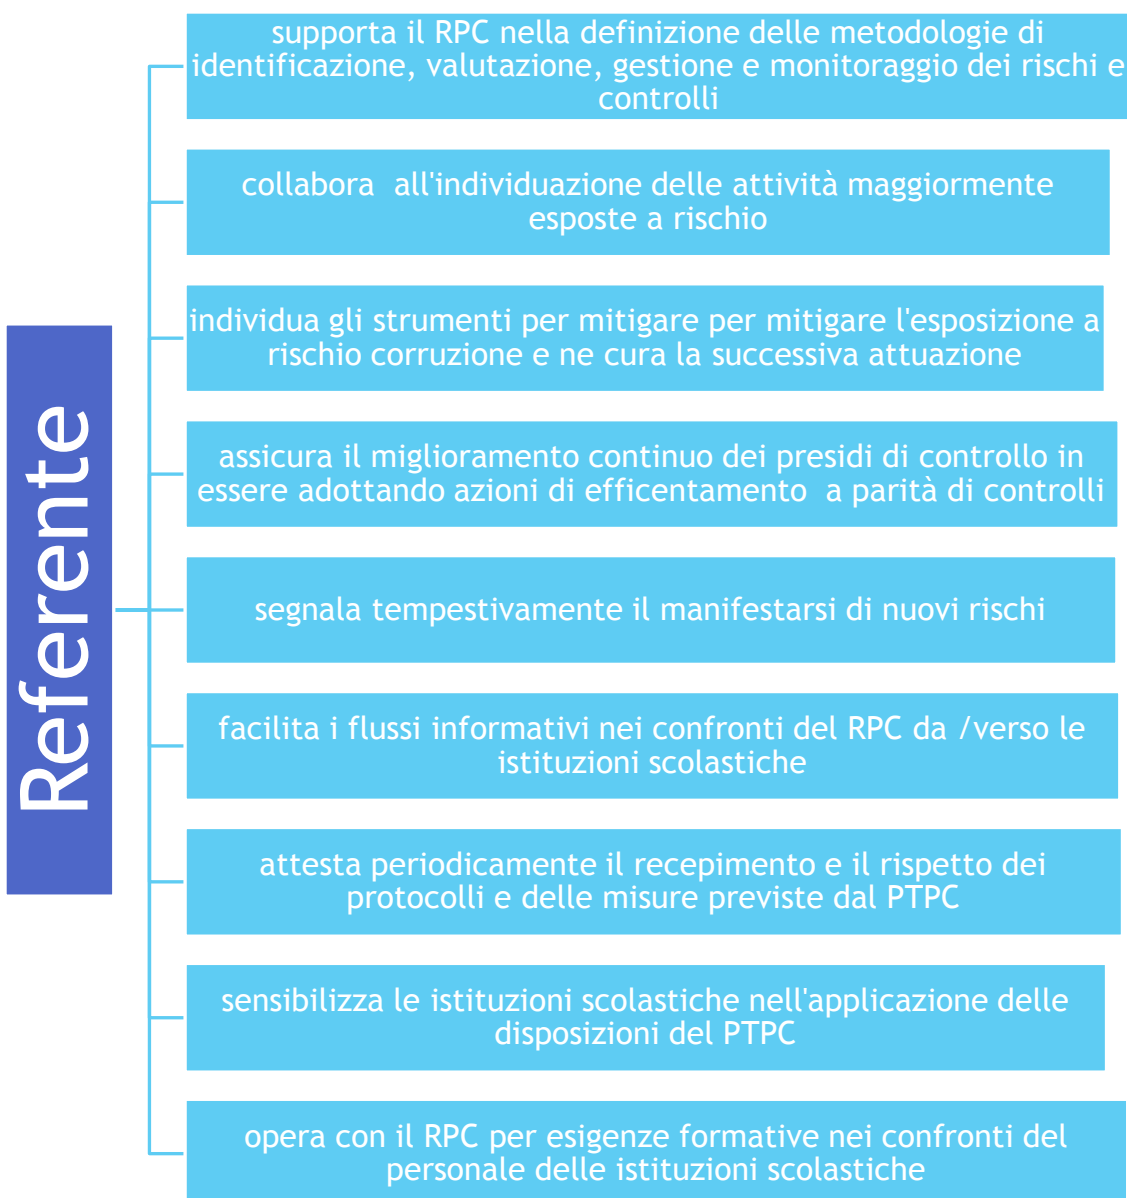 Referente
supporta il RPC nella definizione delle metodologie di
identificazione, valutazione, gestione e monitoraggio dei rischi e
controlli
collabora  all'individuazione delle attività maggiormente
esposte a rischio
individua gli strumenti per mitigare per mitigare l'esposizione a
rischio corruzione e ne cura la successiva attuazione
assicura il miglioramento continuo dei presidi di controllo in
essere adottando azioni di efficentamento  a parità di controlli
segnala tempestivamente il manifestarsi di nuovi rischi
facilita i flussi informativi nei confronti del RPC da /verso le
istituzioni scolastiche
attesta periodicamente il recepimento e il rispetto dei
protocolli e delle misure previste dal PTPC
sensibilizza le istituzioni scolastiche nell'applicazione delle
disposizioni del PTPC
opera con il RPC per esigenze formative nei confronti del
personale delle istituzioni scolastiche